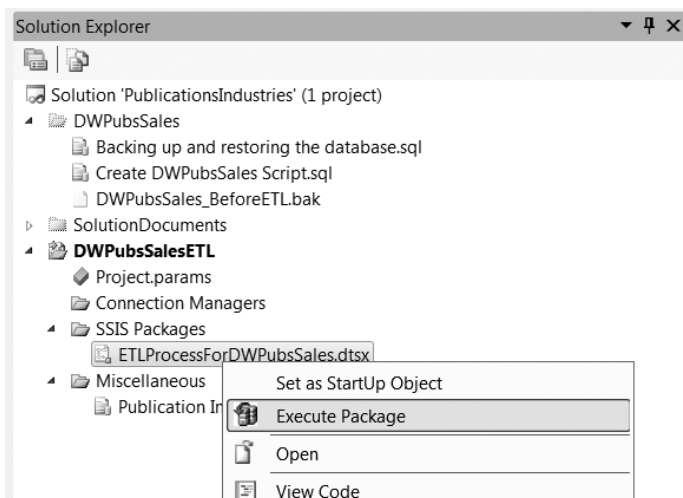 Solution Explorer
Solution 'PublicationsIndustries' (1 project)
DWPubsSales
Backing up and restoring the database.sql
Create DWPubsSales Script.sql
DWPubsSales_BeforeETL.bak
SolutionDocuments
DWPubsSalesETL
Project.params
Connection Managers
SSIS Packages
ETLProcessForDWPubsSales.dtsx
Miscellaneous
Set as StartUp Object
Publication In
Execute Package
Open
View Code